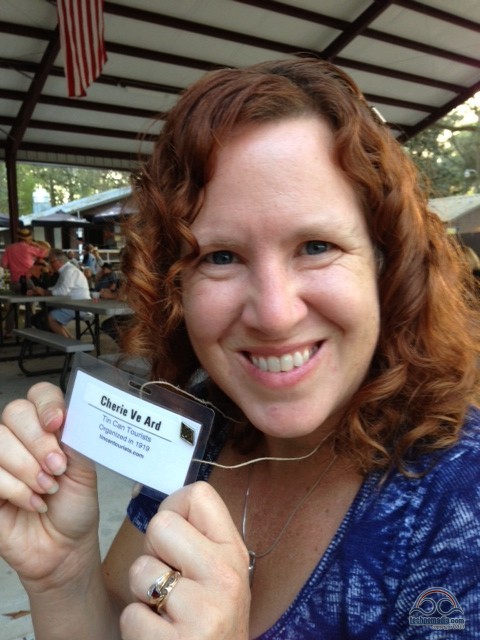 Cherie Ve Ard
Tin Can Tourists
Organized in 1919
tincantourists.com
technomadia.com